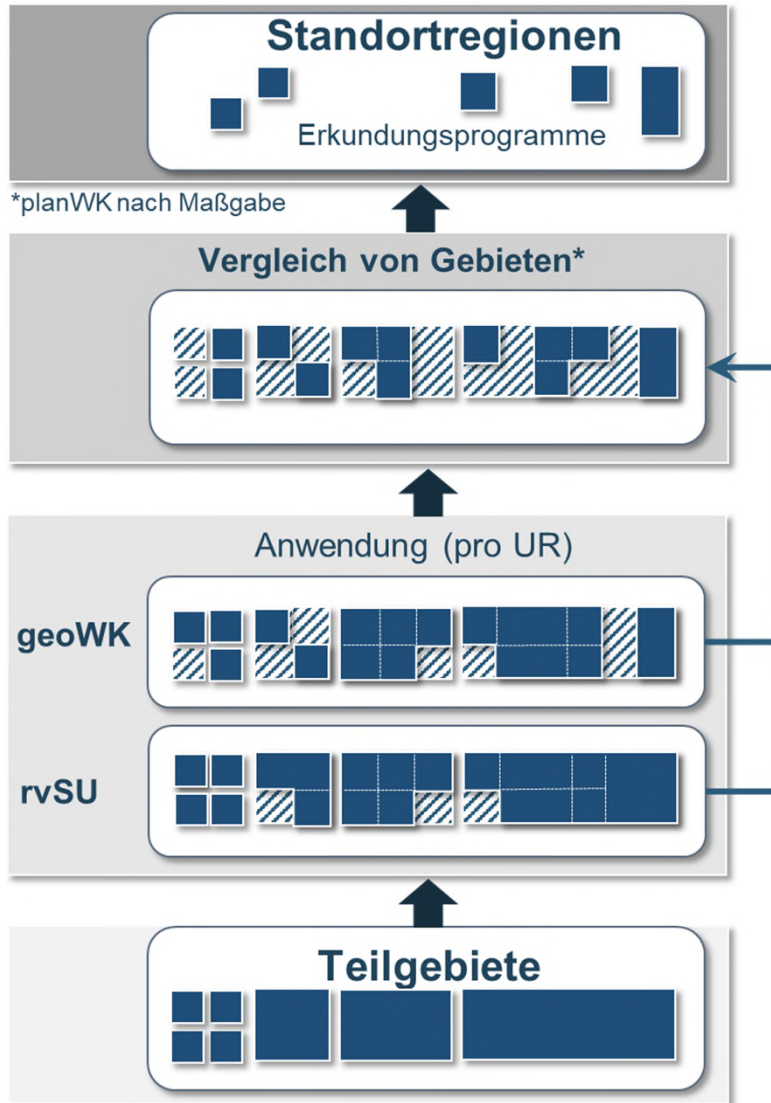 Standortregionen
Erkundungsprogramme
*planWK nach Maßgabe
Vergleich von Gebieten*
Anwendung (pro UR)
geoWK
rvSU
Teilgebiete